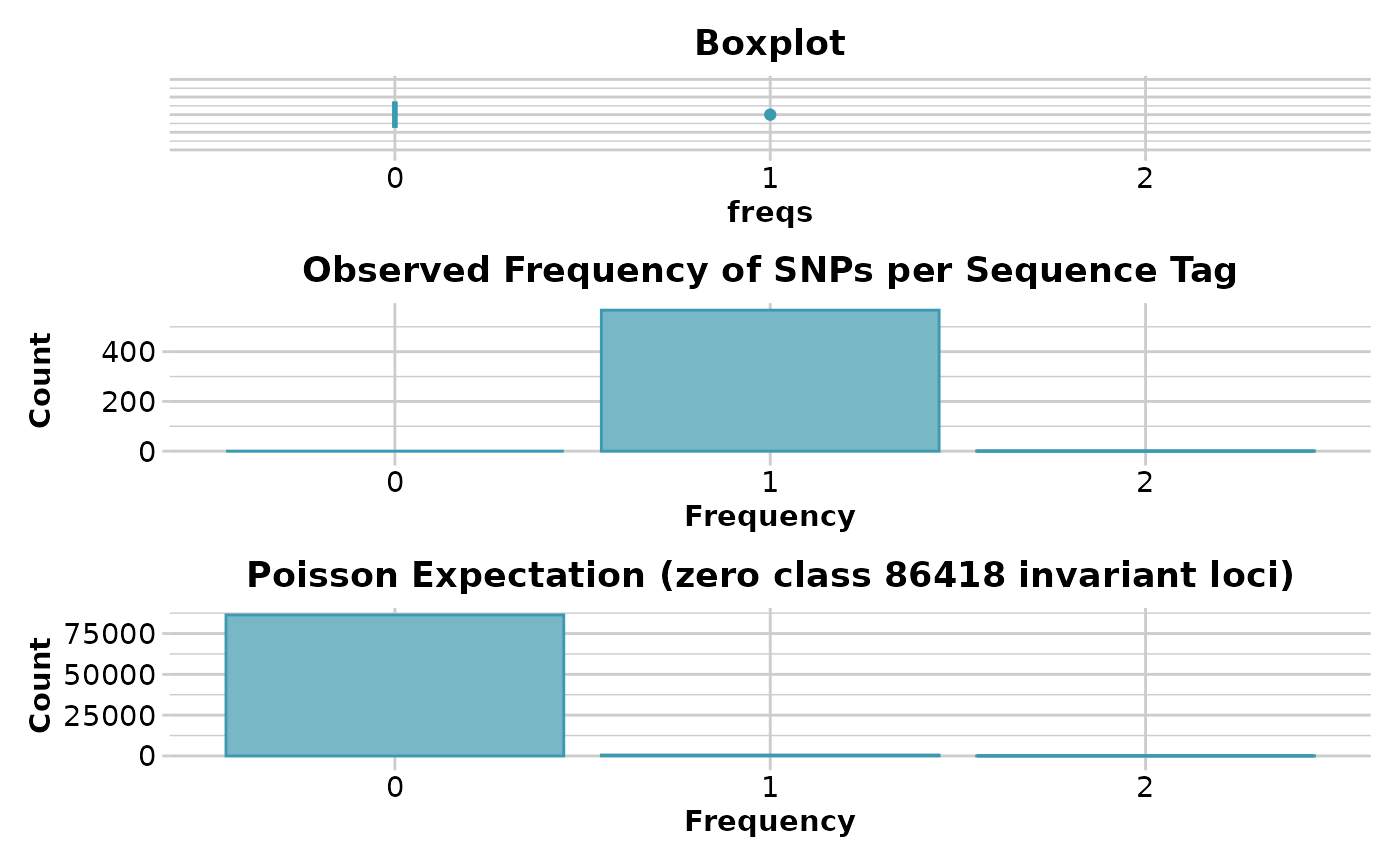 Boxplot
0 1 2
freqs
Observed Frequency of SNPs per Sequence Tag
Count
400
200
0
0 1 2
Frequency
Poisson Expectation (zero class 86418 invariant loci)
Count
75000
50000
25000
0
0 1 2
Frequency